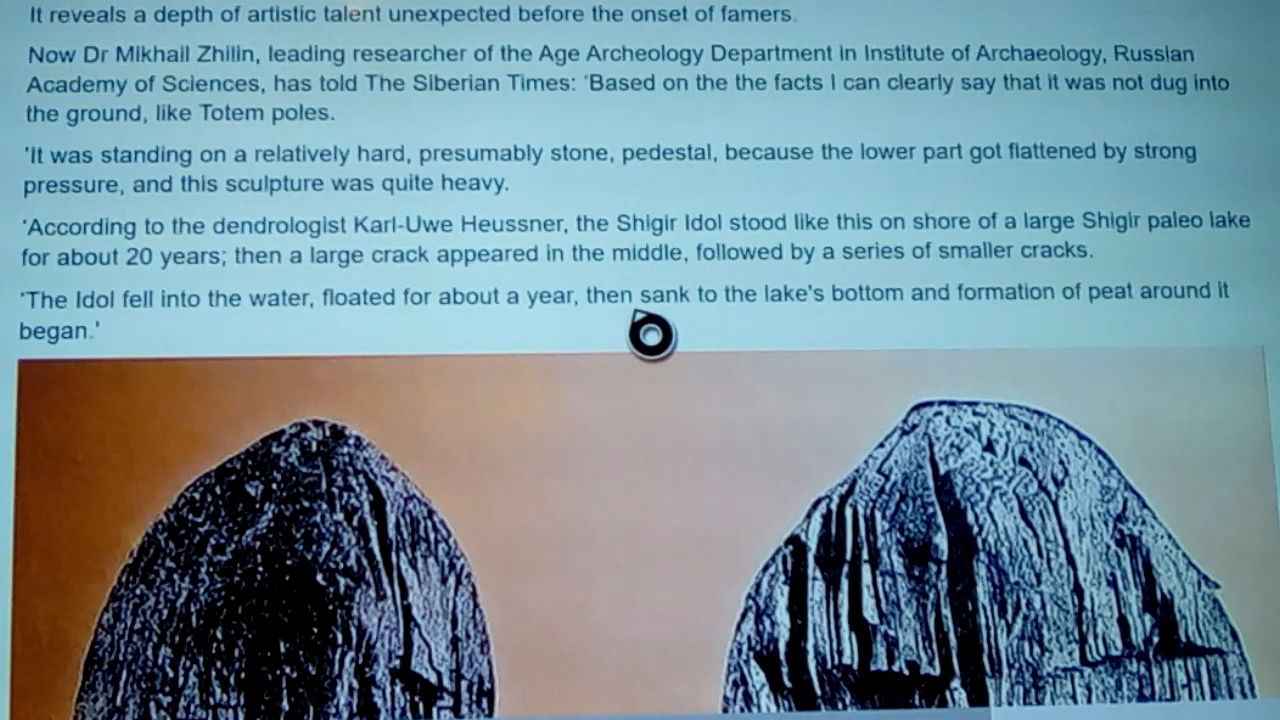 It reveals a depth of artistic talent unexpected before the onset of famers.
Now Dr Mikhail Zhilin, leading researcher of the Age Archeology Department in Institute of Archaeology, Russian
Academy of Sciences, has told The Siberian Times: 'Based on the the facts I can clearly say that it was not dug into
the ground, like Totem poles.
'It was standing on a relatively hard, presumably stone, pedestal, because the lower part got flattened by strong
pressure, and this sculpture was quite heavy.
'According to the dendrologist Karl-Uwe Heussner, the Shigir Idol stood like this on shore of a large Shigir paleo lake
for about 20 years; then a large crack appeared in the middle, followed by a series of smaller cracks.
'The Idol fell into the water, floated for about a year, then sank to the lake's bottom and formation of peat around it
began.'